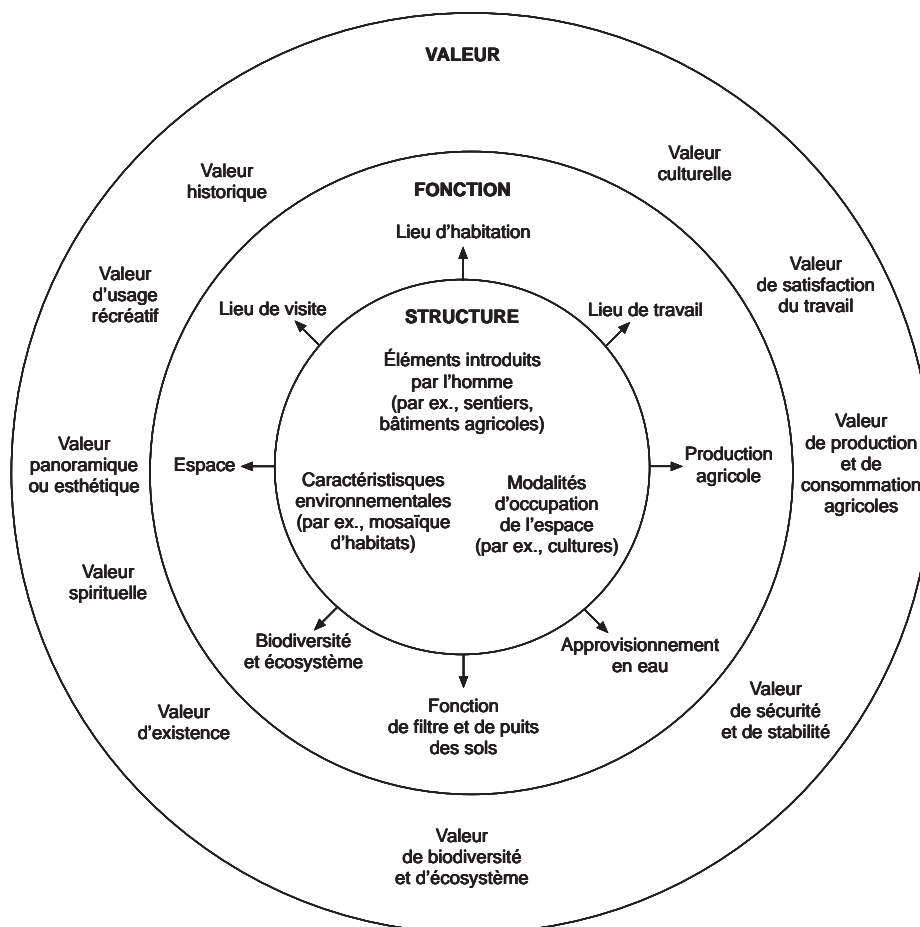 VALEUR
Valeur
culturelle
Valeur
historique
FONCTION
Lieu d'habitation
Valeur
d'usage
récréatif
Valeur
de satisfaction
du travail
Lieu de visite
Lieu de travail
STRUCTURE
Éléments introduits
par l'homme
(par ex., sentiers,
bâtiments agricoles)
Valeur
panoramique
ou esthétique
Espace
Production
agricole
Valeur
de production
et de
consommation
agricoles
Caractéristisques
environnementales
(par ex., mosaïque
d'habitats)
Modalités
d'occupation
de l'espace
(par ex., cultures)
Valeur
spirituelle
Biodiversité
et écosystème
Approvisionnement
en eau
Fonction
de filtre et de puits
des sols
Valeur
d'existence
Valeur
de sécurité
et de stabilité
Valeur
de biodiversité
et d'écosystème